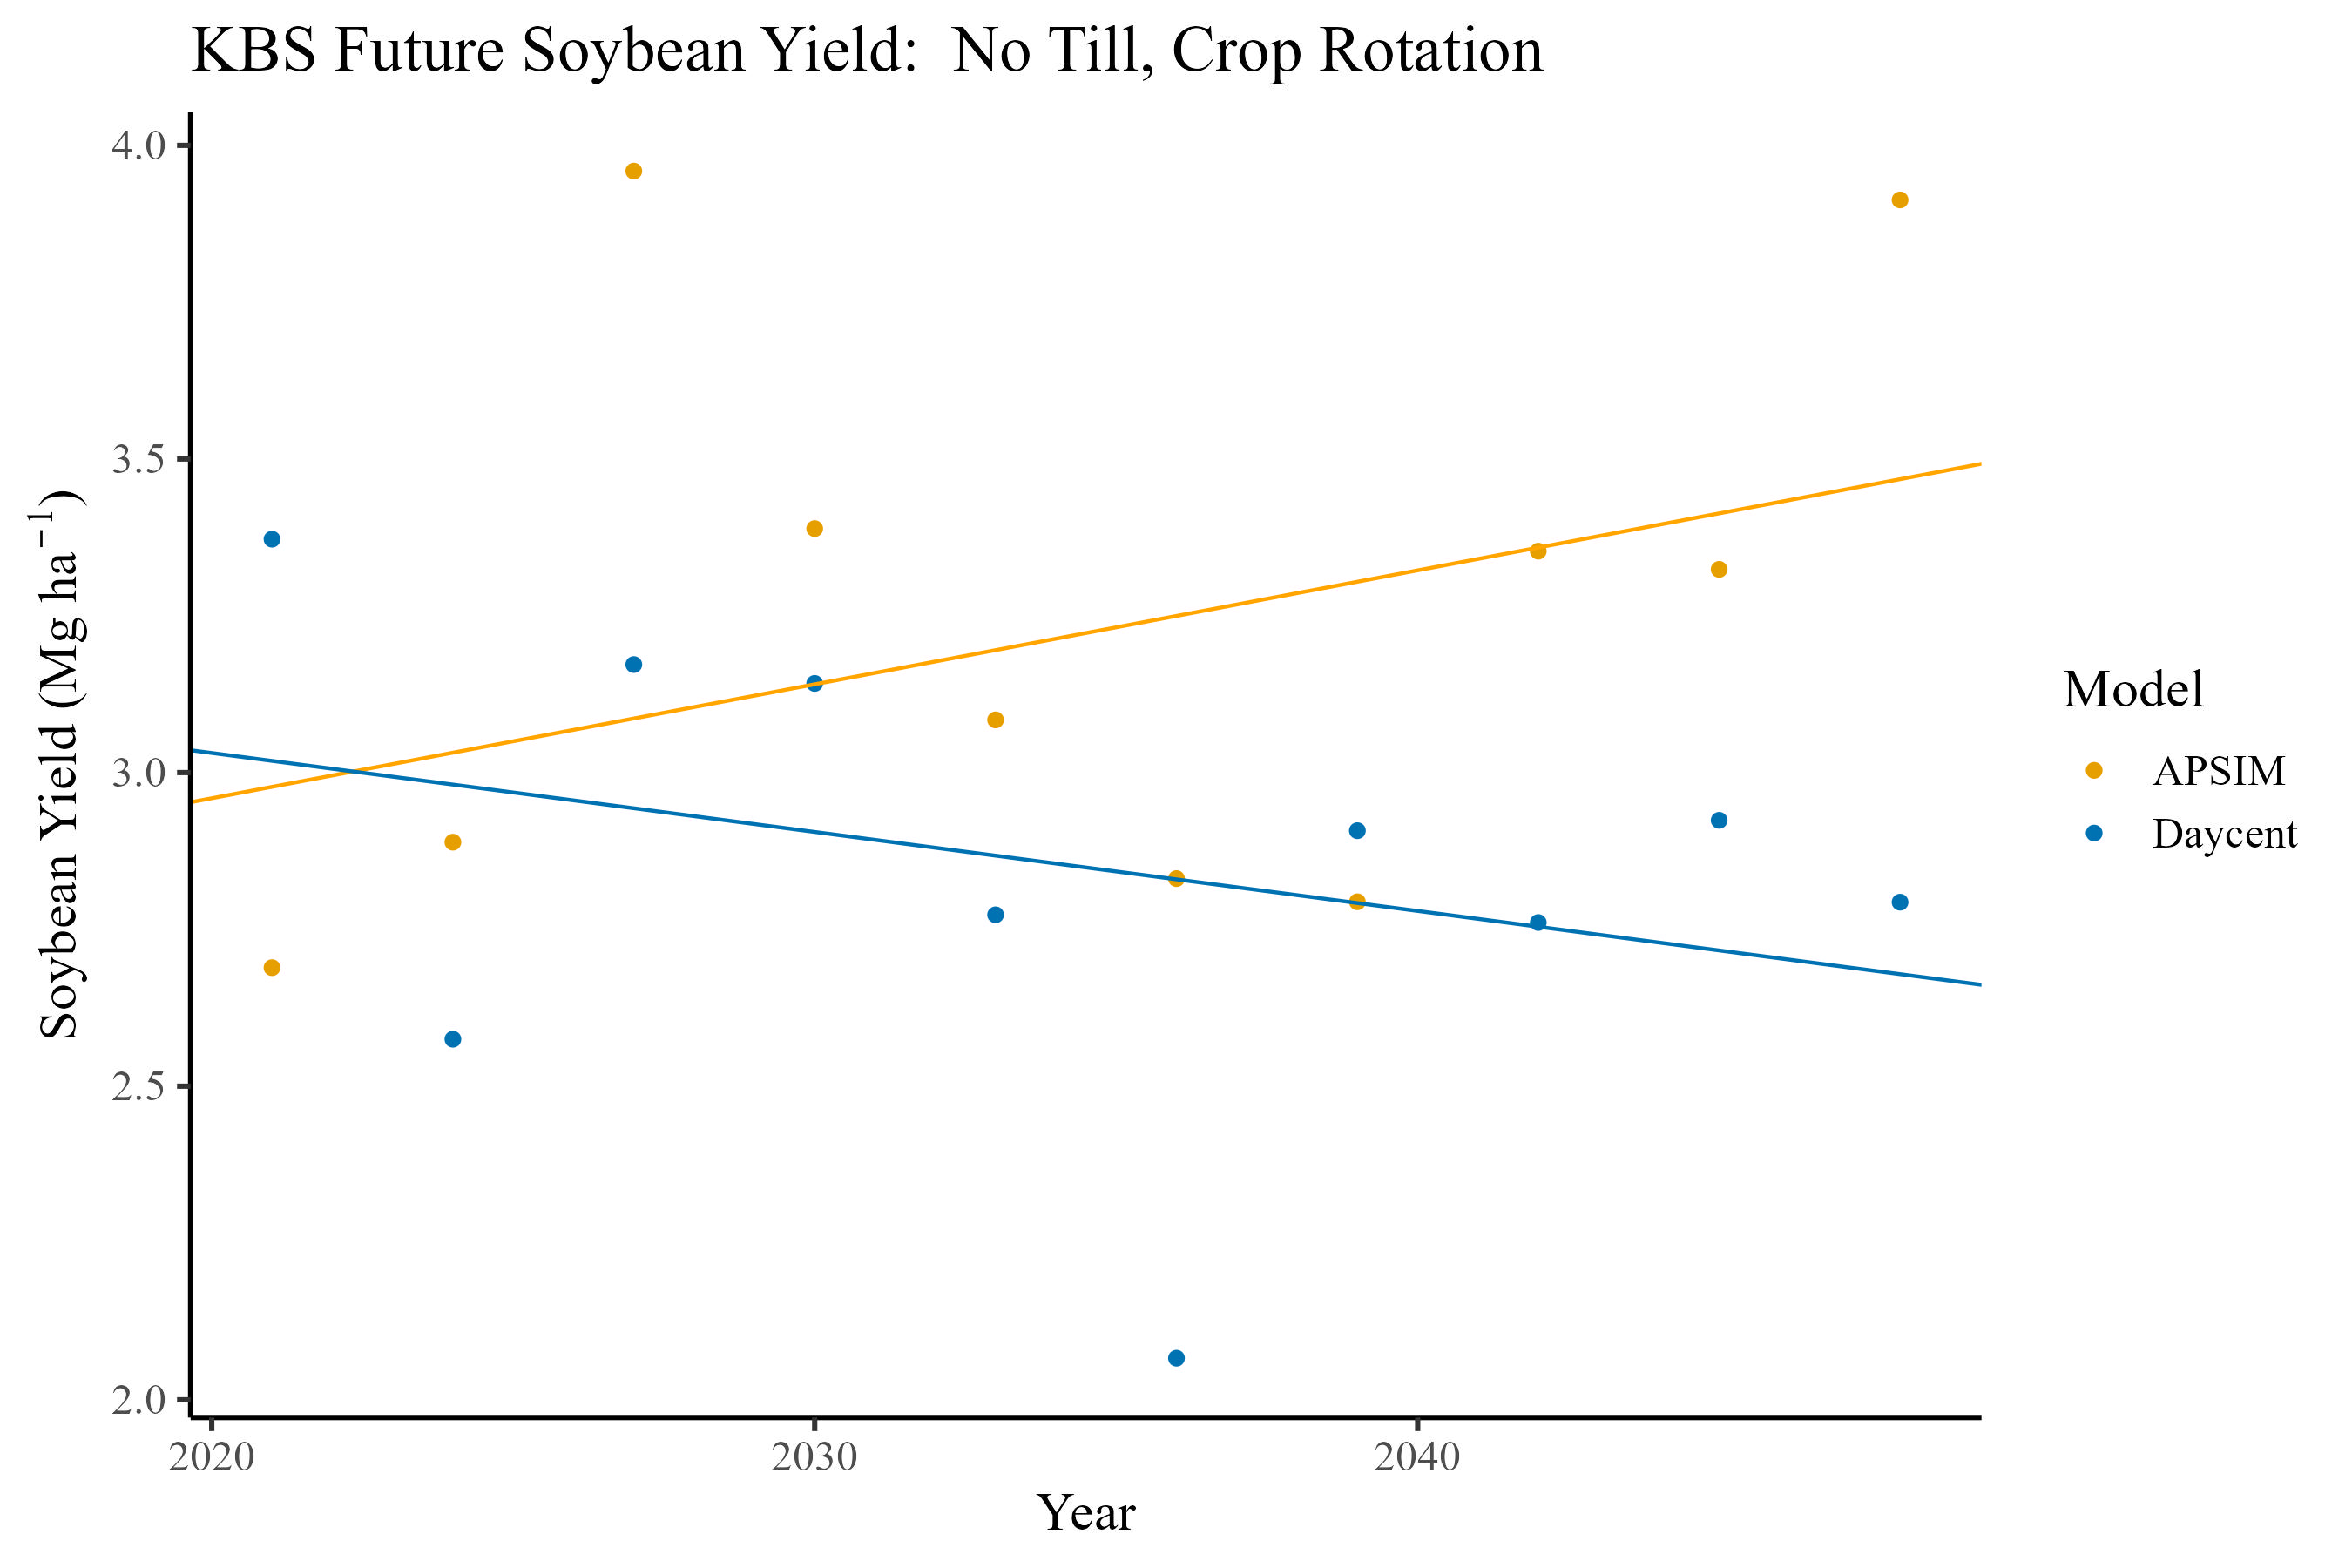 KBS Future Soybean Yield:  No Till, Crop Rotation
Soybean Yield (Mg ha⁻¹)
4.0
3.5
3.0
2.5
2.0
2020
2030
2040
Year
Model
APSIM
Daycent